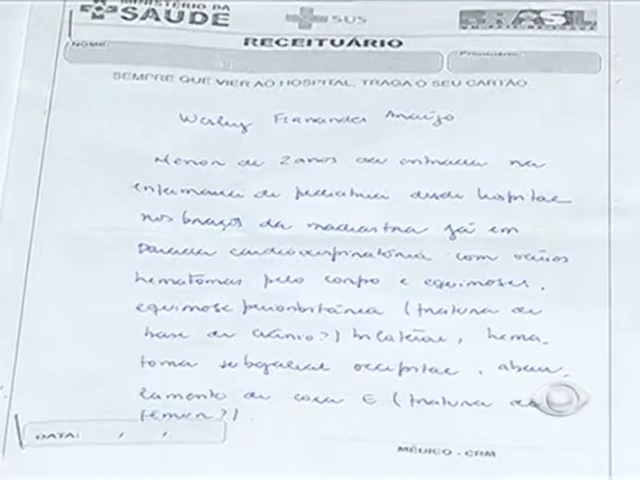 MINISTÉRIO DA
SAÚDE
SUS
BRASIL
RECEITUÁRIO
NOME:
Prontuário:
SEMPRE QUE VIER AO HOSPITAL, TRAGA O SEU CARTÃO
Wesley Fernandes Araújo
Menor de 2 anos deu entrada na
enfermaria de pediatria deste hospital
nos braços da madrasta já em
Parada cardiorrespiratória com vários
hematomas pelo corpo e equimoses,
equimose periorbitária (fratura de
base de crânio?) bilateral, hema-
toma subgaleal occipital, abau-
lamento de coxa E (fratura de
fêmur?).
DATA: / /
MÉDICO - CRM